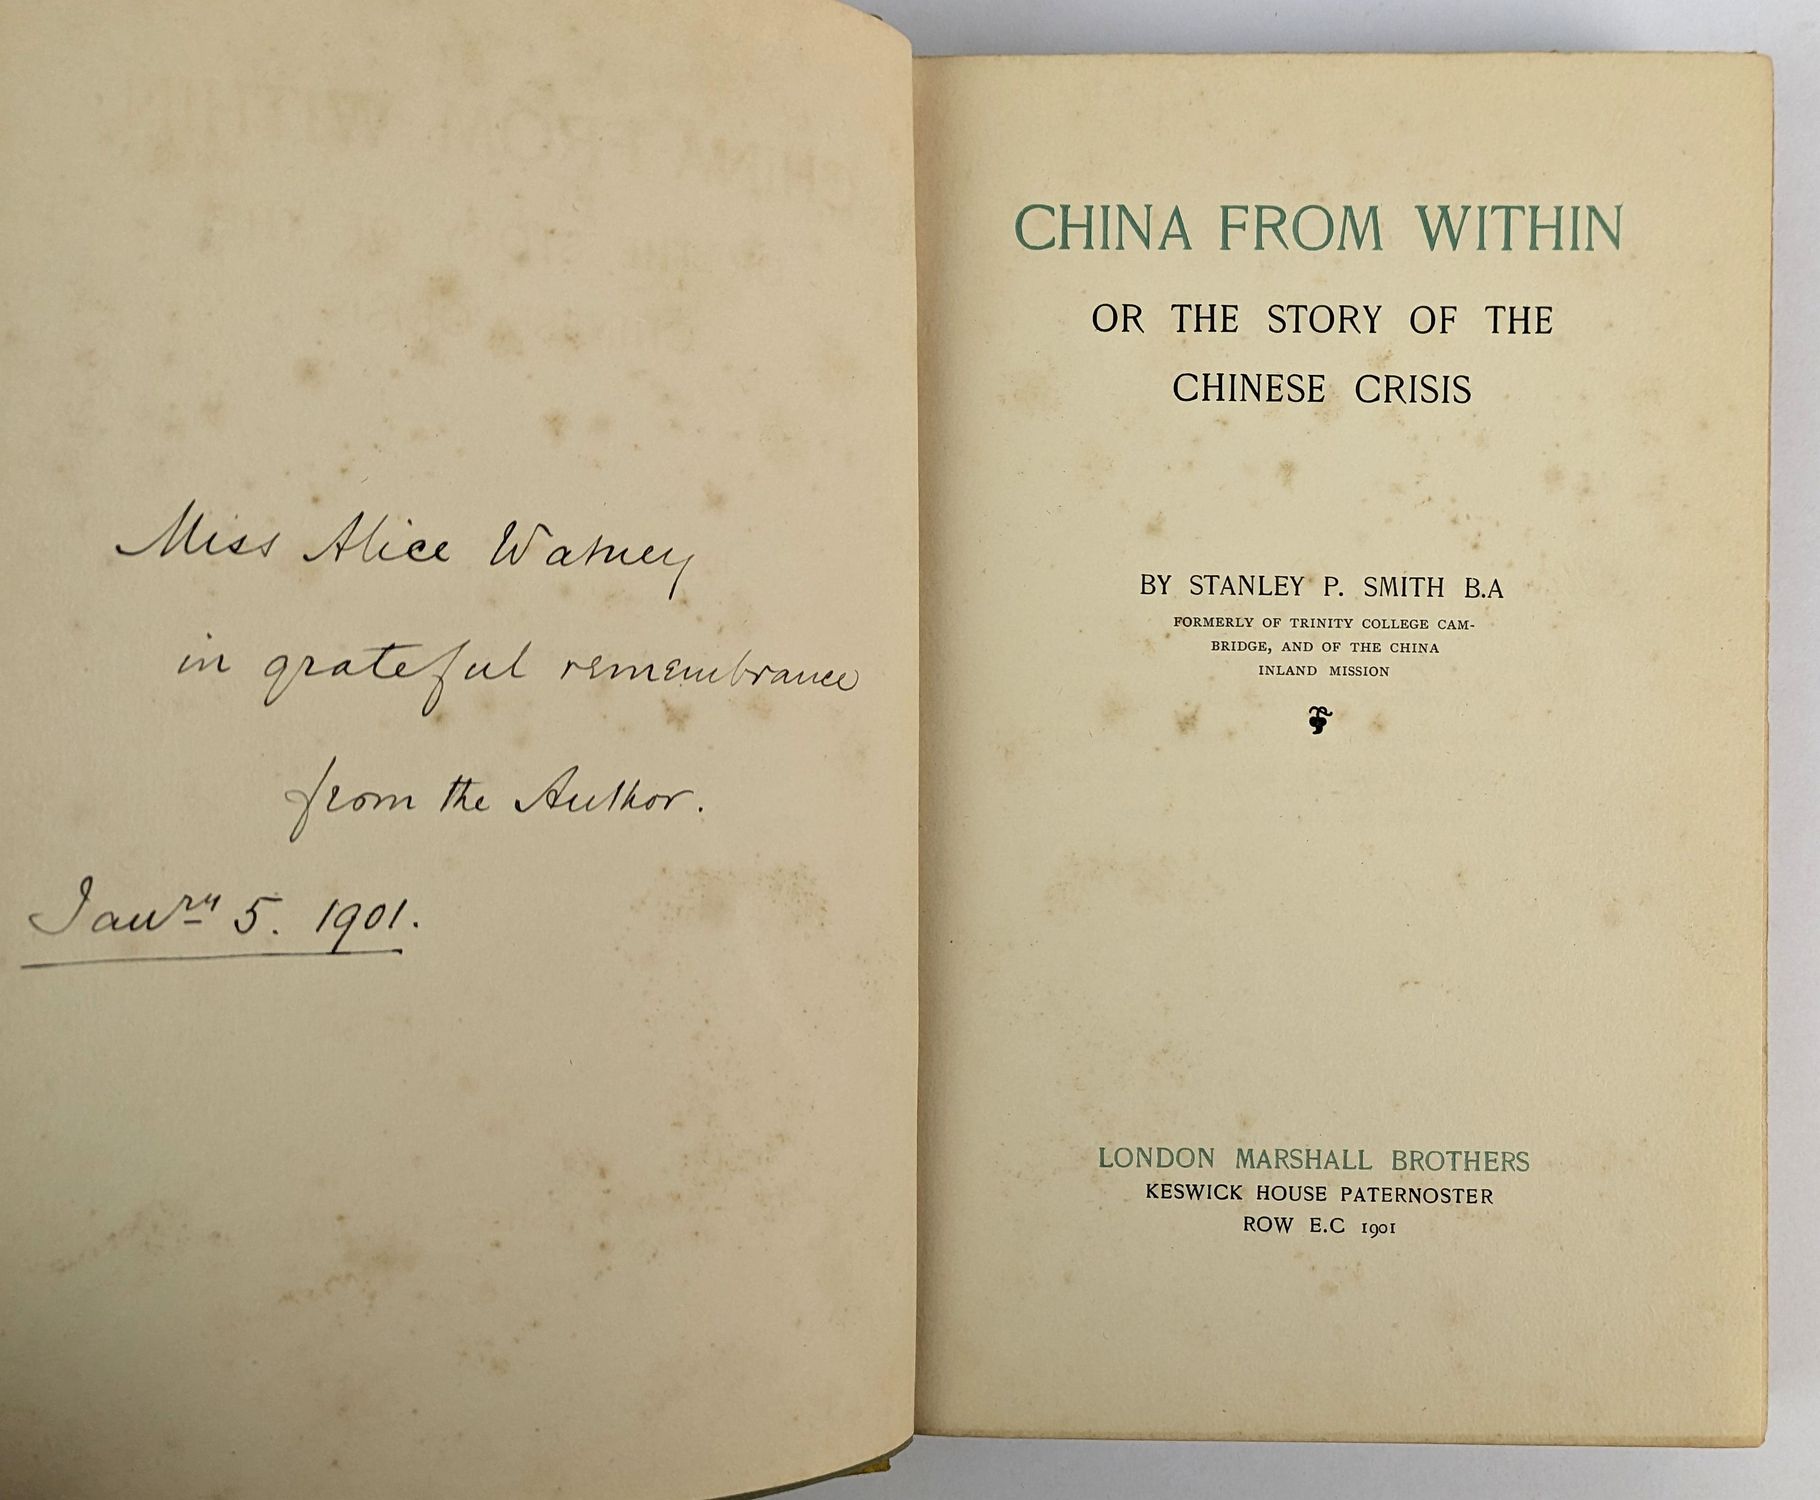 Miss Alice Watney
in grateful remembrance
from the Author.
Janry 5. 1901.
CHINA FROM WITHIN
OR THE STORY OF THE
CHINESE CRISIS
BY STANLEY P. SMITH B.A
FORMERLY OF TRINITY COLLEGE CAM-
BRIDGE, AND OF THE CHINA
INLAND MISSION
LONDON MARSHALL BROTHERS
KESWICK HOUSE PATERNOSTER
ROW E.C 1901